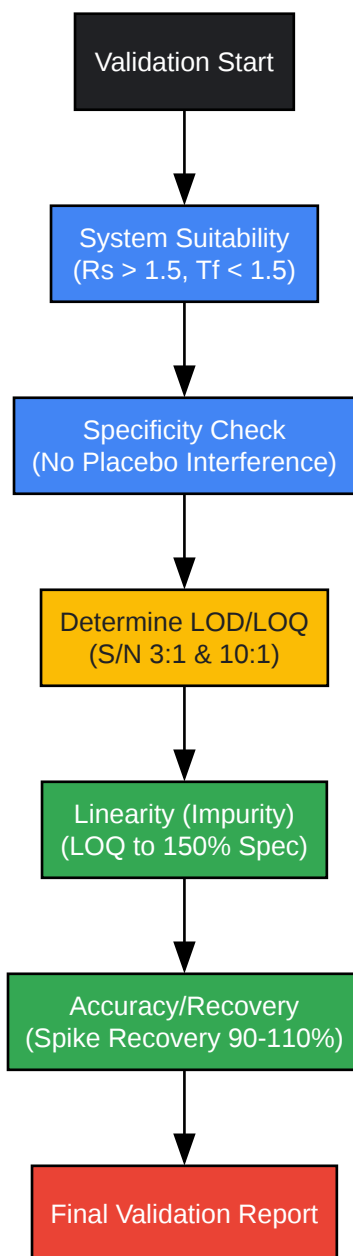 Validation Start
System Suitability
(Rs > 1.5, Tf < 1.5)
Specificity Check
(No Placebo Interference)
Determine LOD/LOQ
(S/N 3:1 & 10:1)
Linearity (Impurity)
(LOQ to 150% Spec)
Accuracy/Recovery
(Spike Recovery 90-110%)
Final Validation Report